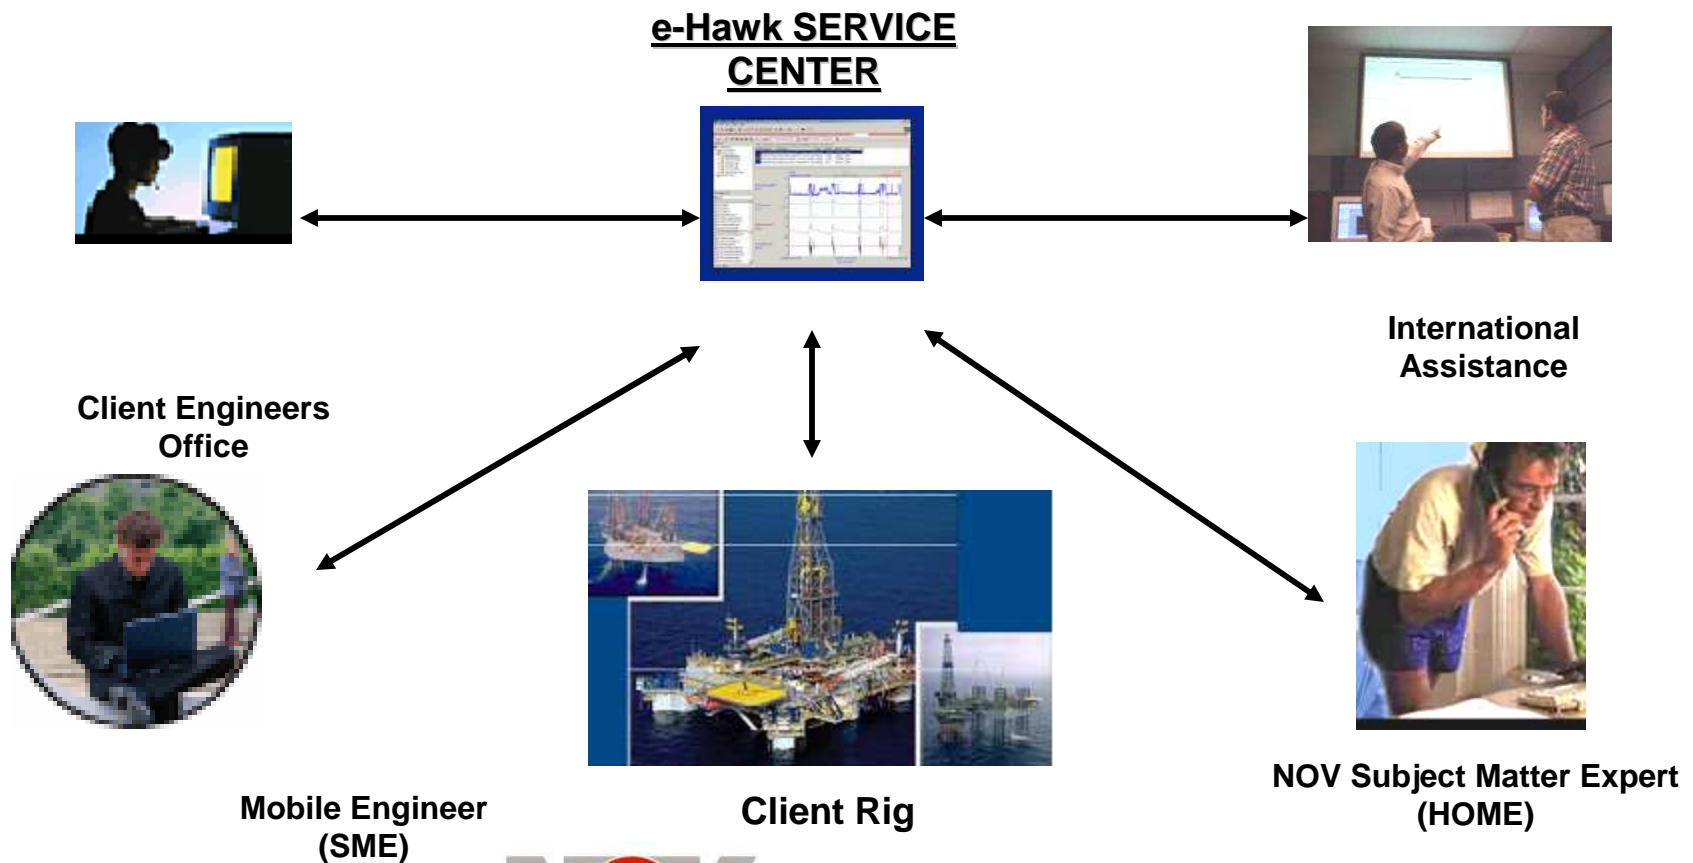 e-Hawk SERVICE
CENTER
International
Assistance
Client Engineers
Office
Mobile Engineer
(SME)
Client Rig
NOV Subject Matter Expert
(HOME)